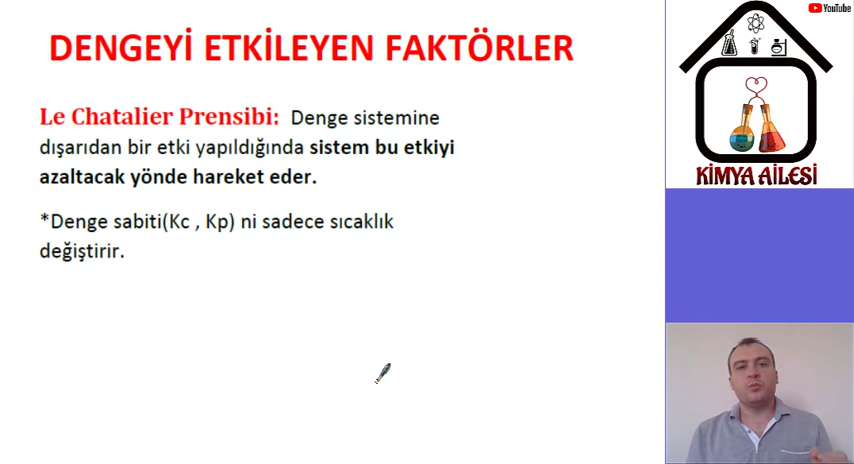 DENGEYİ ETKİLEYEN FAKTÖRLER
Le Chatalier Prensibi: Denge sistemine
dışarıdan bir etki yapıldığında sistem bu etkiyi
azaltacak yönde hareket eder.
*Denge sabiti(Kc , Kp) ni sadece sıcaklık
değiştirir.
YouTube
KİMYA AİLESİ